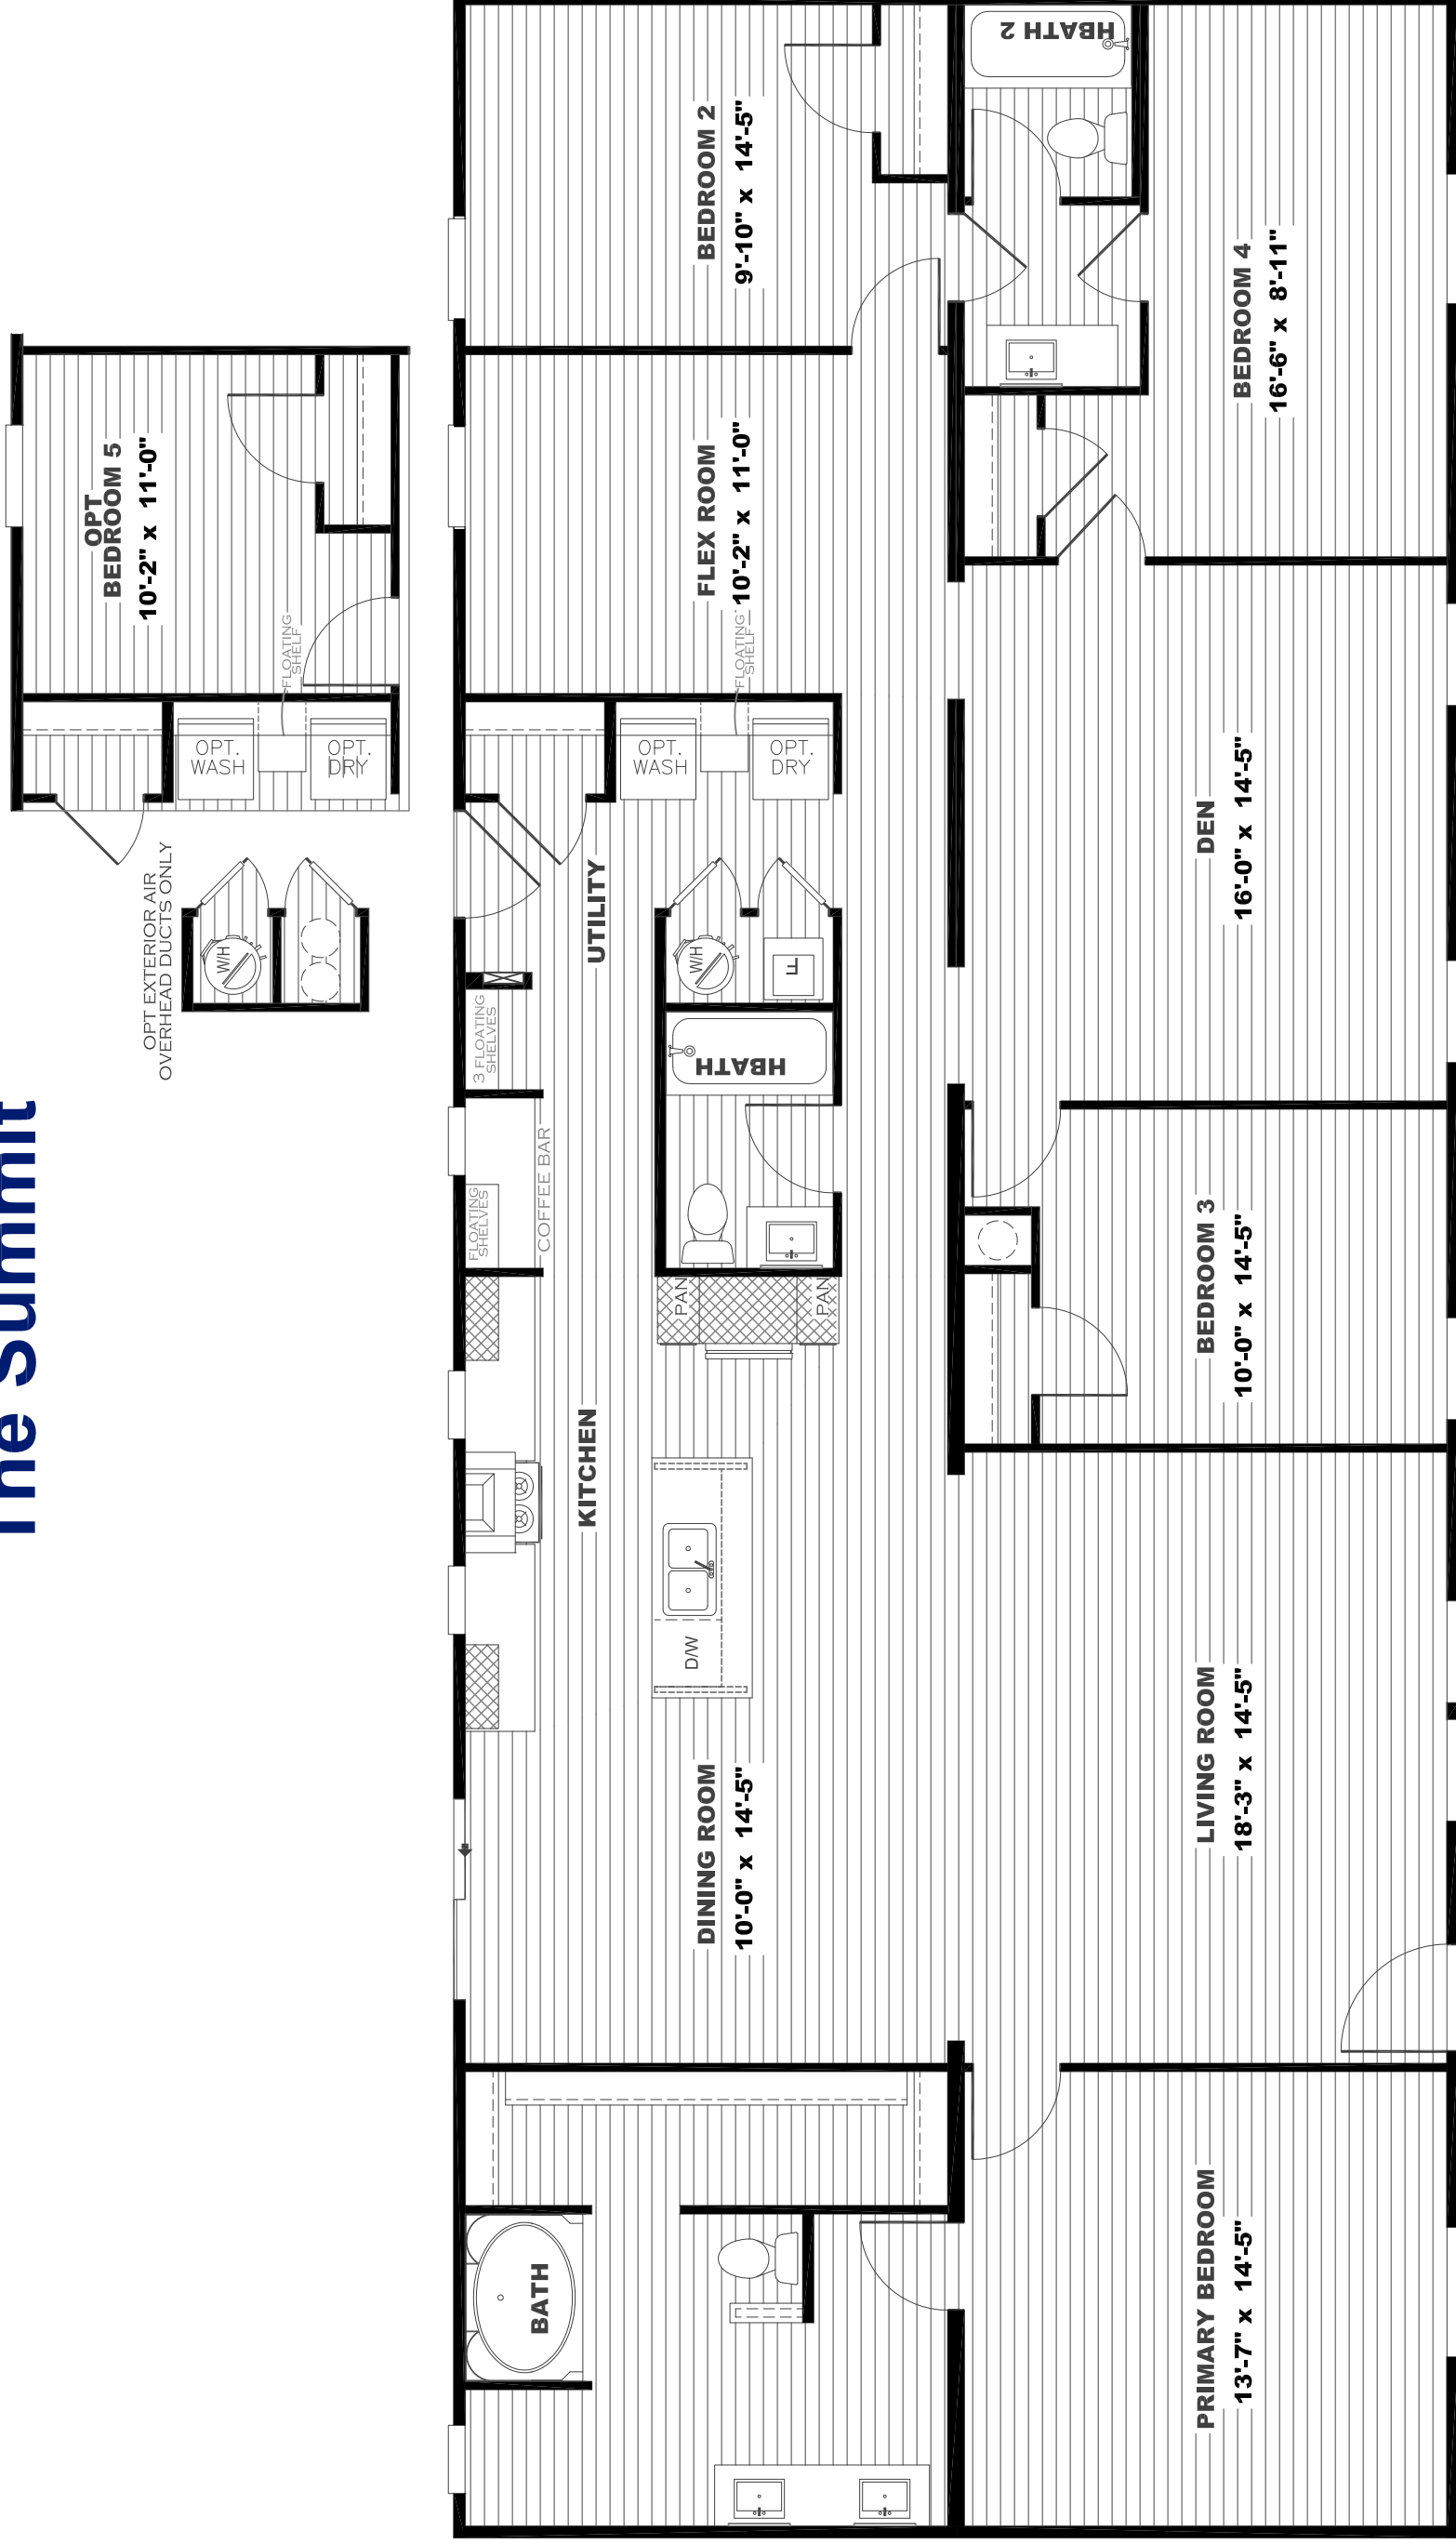 The Summit
OPT
BEDROOM 5
10'-2" x 11'-0"
FLOATING
SHELF
OPT.
WASH
OPT.
DRY
OPT EXTERIOR AIR
OVERHEAD DUCTS ONLY
W/H
BEDROOM 2
9'-10" x 14'-5"
FLEX ROOM
10'-2" x 11'-0"
FLOATING
SHELF
OPT.
WASH
OPT.
DRY
UTILITY
W/H
3 FLOATING
SHELVES
HBATH
FLOATING
SHELVES
COFFEE BAR
PAN
PAN
KITCHEN
D/W
DINING ROOM
10'-0" x 14'-5"
BATH
HBATH 2
BEDROOM 4
16'-6" x 8'-11"
DEN
16'-0" x 14'-5"
BEDROOM 3
10'-0" x 14'-5"
LIVING ROOM
18'-3" x 14'-5"
PRIMARY BEDROOM
13'-7" x 14'-5"